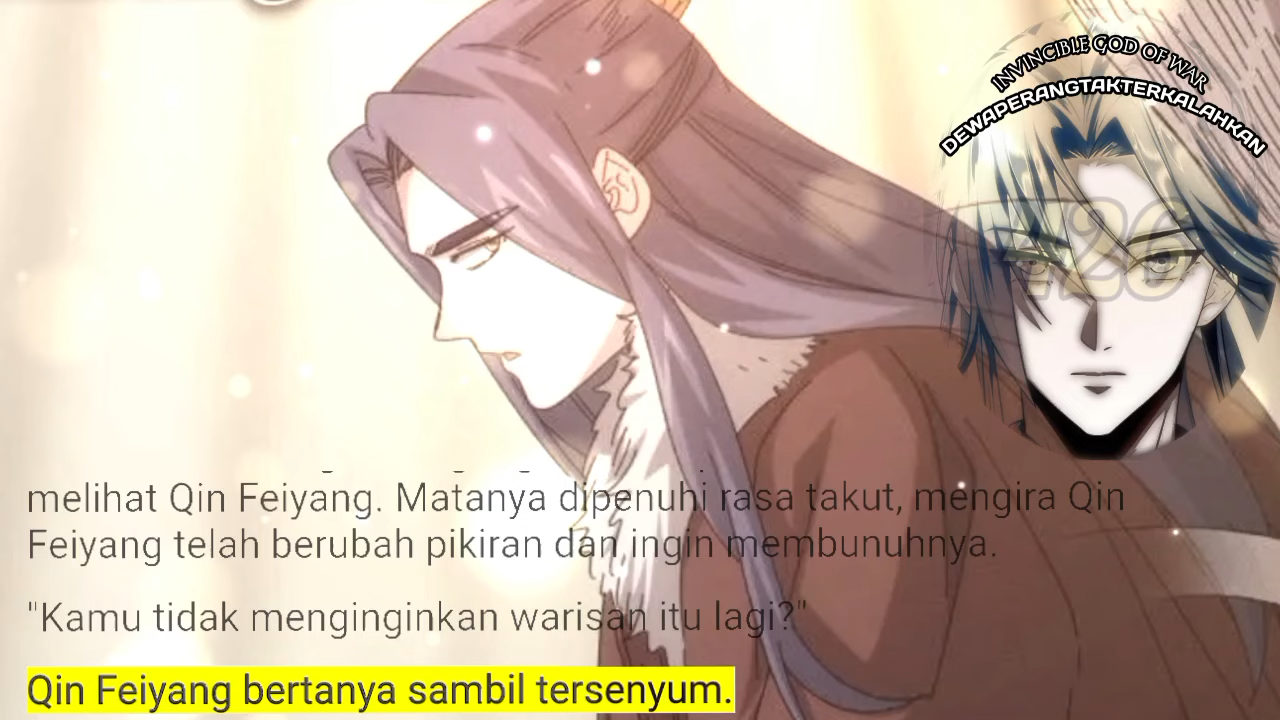 INVINCIBLE GOD OF WAR
DEWAPERANGTAKTERKALAHKAN
726
melihat Qin Feiyang. Matanya dipenuhi rasa takut, mengira Qin
Feiyang telah berubah pikiran dan ingin membunuhnya.
"Kamu tidak menginginkan warisan itu lagi?"
Qin Feiyang bertanya sambil tersenyum.